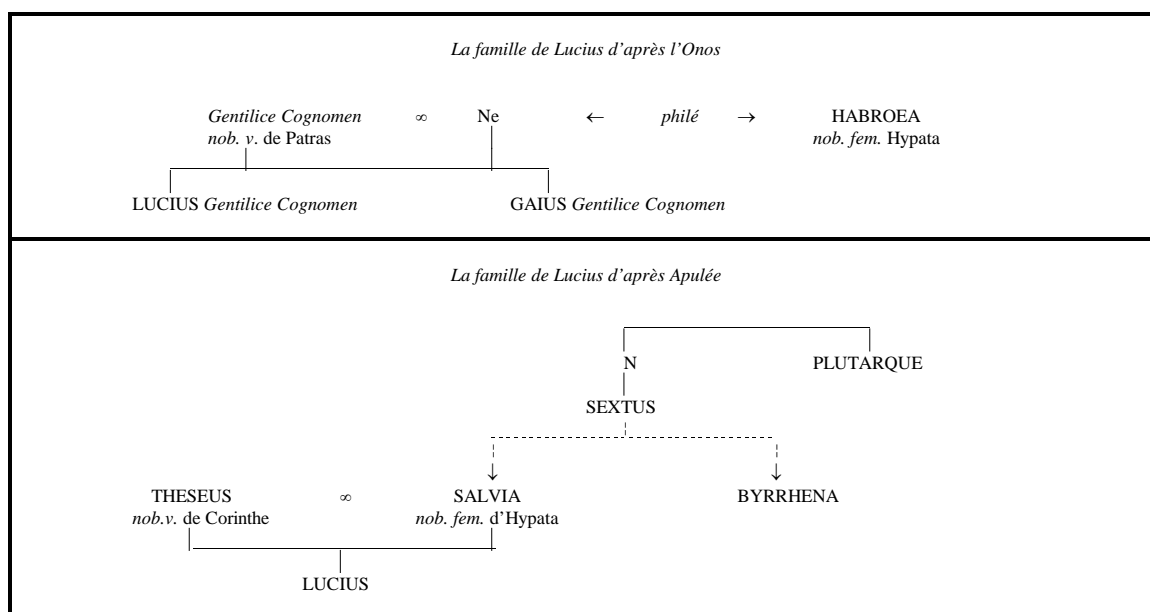 La famille de Lucius d'après l'Onos
Gentilice Cognomen ∞ Ne ← philé → HABROEA
nob. v. de Patras nob. fem. Hypata
LUCIUS Gentilice Cognomen GAIUS Gentilice Cognomen
La famille de Lucius d'après Apulée
N PLUTARQUE
SEXTUS
THESEUS ∞ SALVIA BYRRHENA
nob.v. de Corinthe nob. fem. d'Hypata
LUCIUS